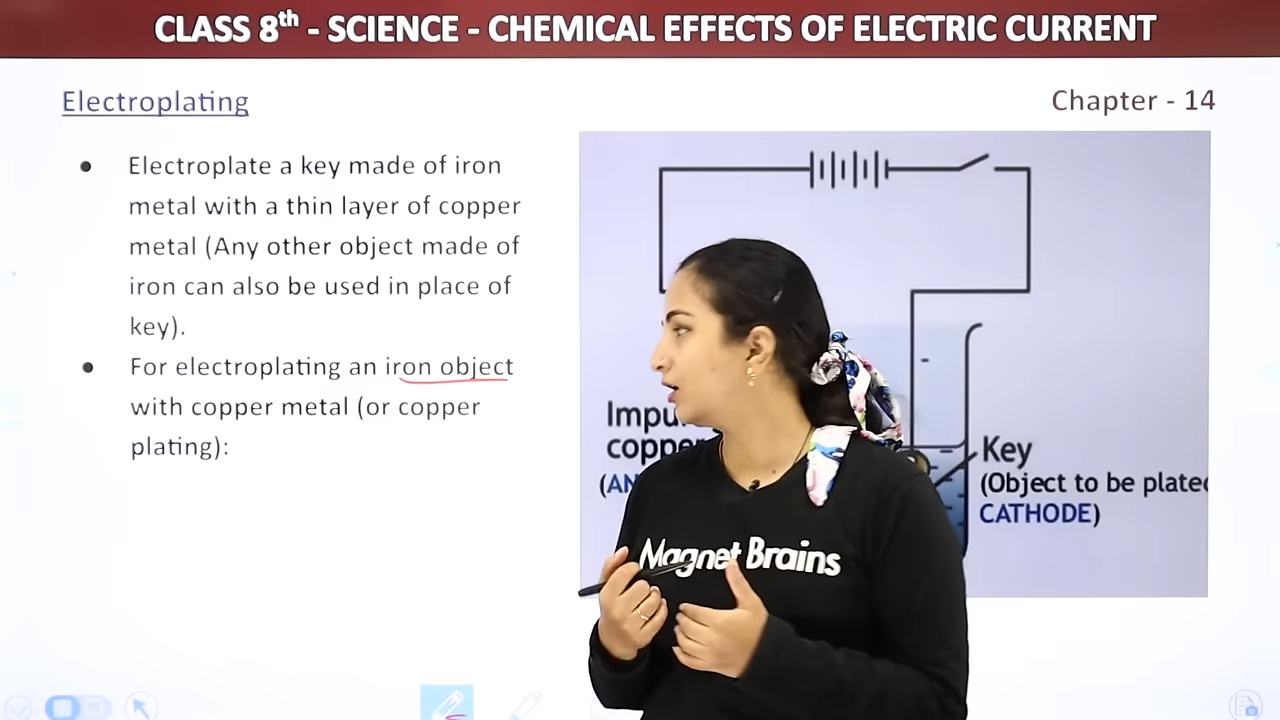 CLASS 8th - SCIENCE - CHEMICAL EFFECTS OF ELECTRIC CURRENT
Electroplating
Chapter - 14
Electroplate a key made of iron
metal with a thin layer of copper
metal (Any other object made of
iron can also be used in place of
key).
For electroplating an iron object
with copper metal (or copper
plating):
Key
(Object to be plated
CATHODE)
Magnet Brains